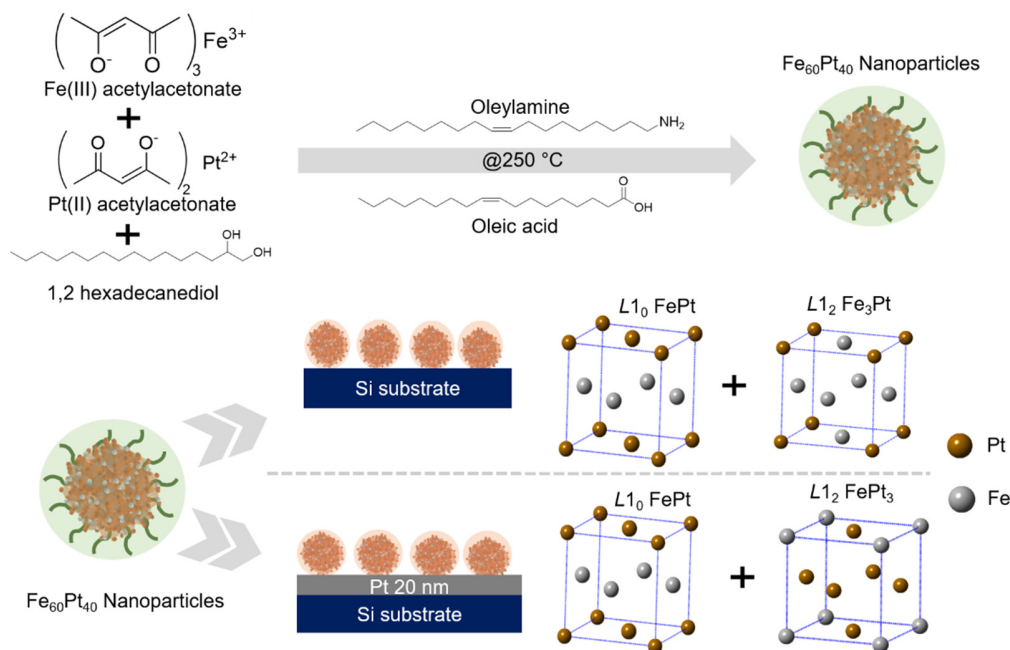 O⁻ O
3
Fe³⁺
Fe(III) acetylacetonate
+
O O⁻
2
Pt²⁺
Pt(II) acetylacetonate
+
OH
OH
1,2 hexadecanediol
Oleylamine
NH₂
@250 °C
O
OH
Oleic acid
Fe₆₀Pt₄₀ Nanoparticles
Si substrate
L1₀ FePt
+
L1₂ Fe₃Pt
Pt
Fe
Fe₆₀Pt₄₀ Nanoparticles
Pt 20 nm
Si substrate
L1₀ FePt
+
L1₂ FePt₃